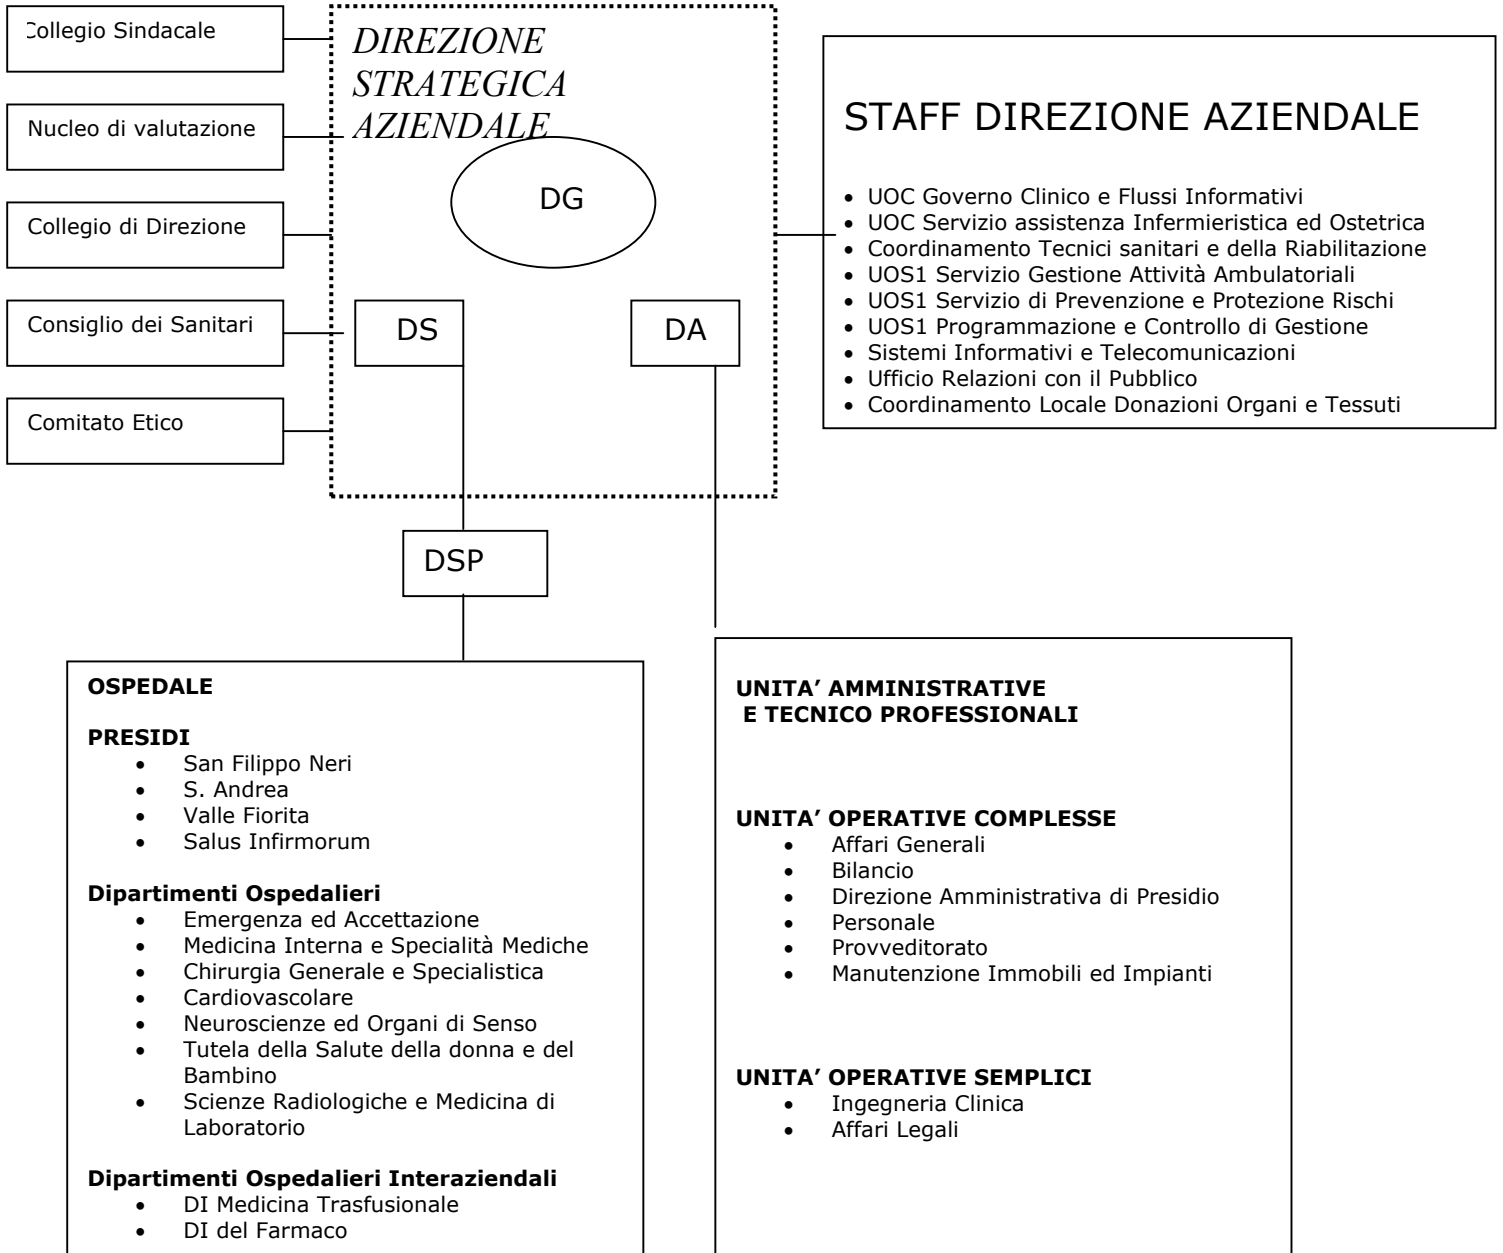 Collegio Sindacale
Nucleo di valutazione
Collegio di Direzione
Consiglio dei Sanitari
Comitato Etico
DIREZIONE
STRATEGICA
AZIENDALE
DG
DS
DA
DSP
STAFF DIREZIONE AZIENDALE
• UOC Governo Clinico e Flussi Informativi
• UOC Servizio assistenza Infermieristica ed Ostetrica
• Coordinamento Tecnici sanitari e della Riabilitazione
• UOS1 Servizio Gestione Attività Ambulatoriali
• UOS1 Servizio di Prevenzione e Protezione Rischi
• UOS1 Programmazione e Controllo di Gestione
• Sistemi Informativi e Telecomunicazioni
• Ufficio Relazioni con il Pubblico
• Coordinamento Locale Donazioni Organi e Tessuti
OSPEDALE
PRESIDI
• San Filippo Neri
• S. Andrea
• Valle Fiorita
• Salus Infirmorum
Dipartimenti Ospedalieri
• Emergenza ed Accettazione
• Medicina Interna e Specialità Mediche
• Chirurgia Generale e Specialistica
• Cardiovascolare
• Neuroscienze ed Organi di Senso
• Tutela della Salute della donna e del
Bambino
• Scienze Radiologiche e Medicina di
Laboratorio
Dipartimenti Ospedalieri Interaziendali
• DI Medicina Trasfusionale
• DI del Farmaco
UNITA’ AMMINISTRATIVE
E TECNICO PROFESSIONALI
UNITA’ OPERATIVE COMPLESSE
• Affari Generali
• Bilancio
• Direzione Amministrativa di Presidio
• Personale
• Provveditorato
• Manutenzione Immobili ed Impianti
UNITA’ OPERATIVE SEMPLICI
• Ingegneria Clinica
• Affari Legali